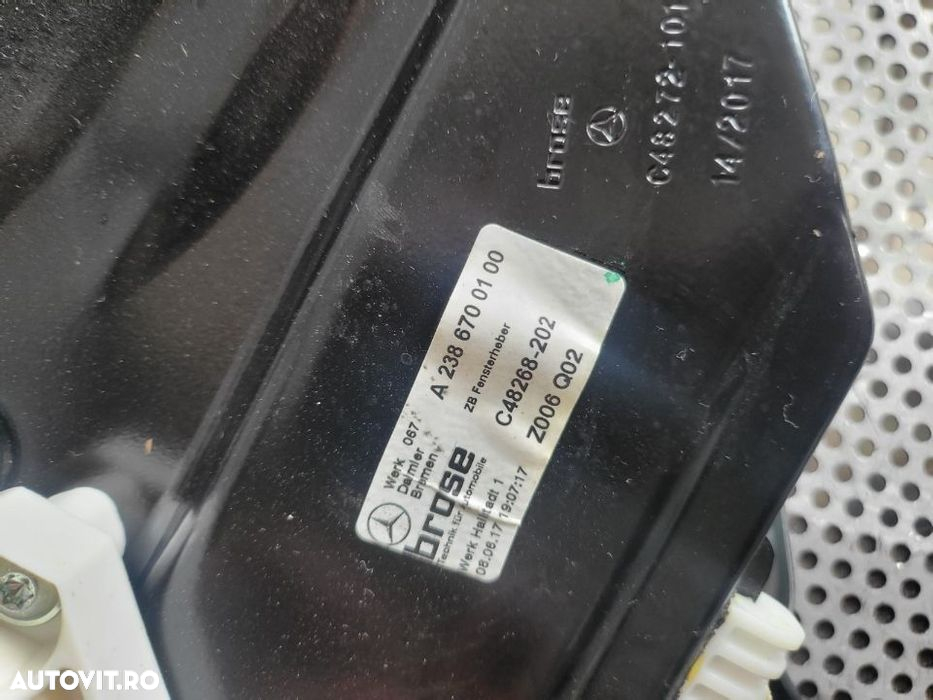 brose
C48272-101
14/2017
A 238 670 01 00
ZB Fensterheber
C48268-202
Z006 Q02
Werk 067
Daimler
Bremen
brose
Technik für Automobile
Werk Hallstadt 1
08.06.17 19:07:17
AUTOVIT.RO